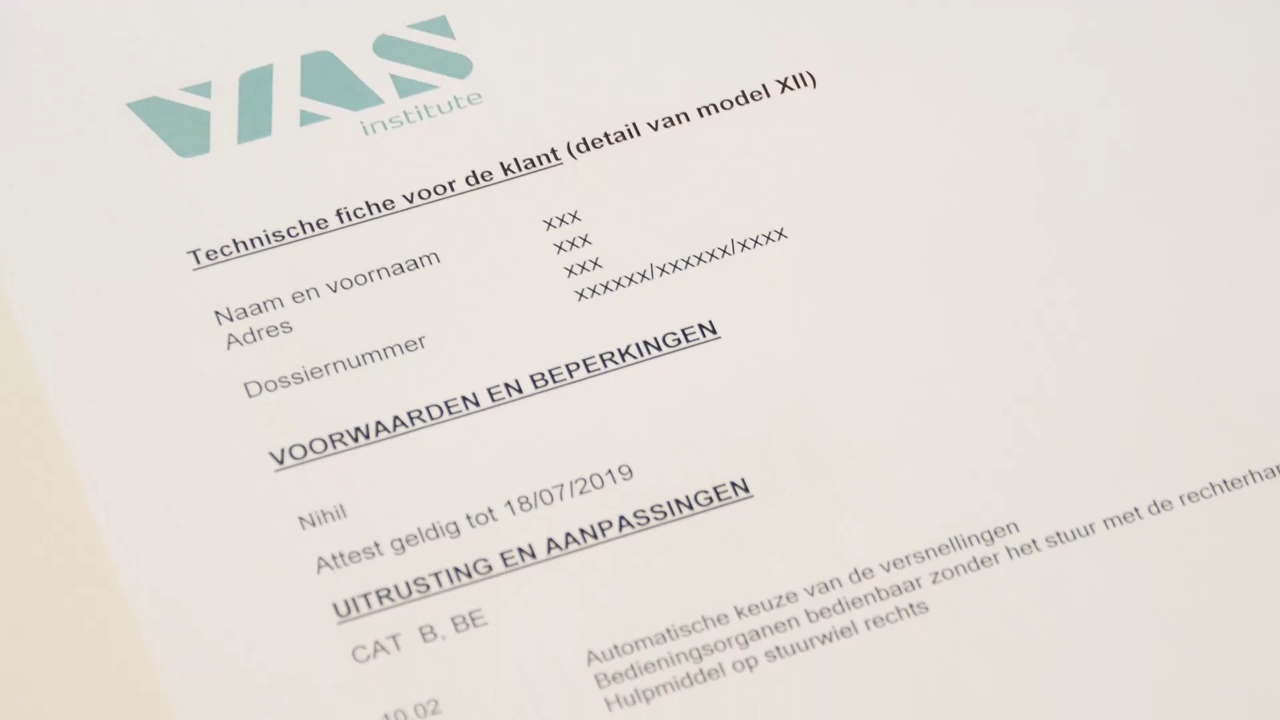 VIAS
institute
Technische fiche voor de klant (detail van model XII)
Naam en voornaam xxx
Adres xxx
xxx
Dossiernummer xxxxxx/xxxxxx/xxxx
VOORWAARDEN EN BEPERKINGEN
Nihil
Attest geldig tot 18/07/2019
UITRUSTING EN AANPASSINGEN
CAT B, BE
10.02 Automatische keuze van de versnellingen
Bedieningsorganen bedienbaar zonder het stuur met de
Hulpmiddel op stuurwiel rechts